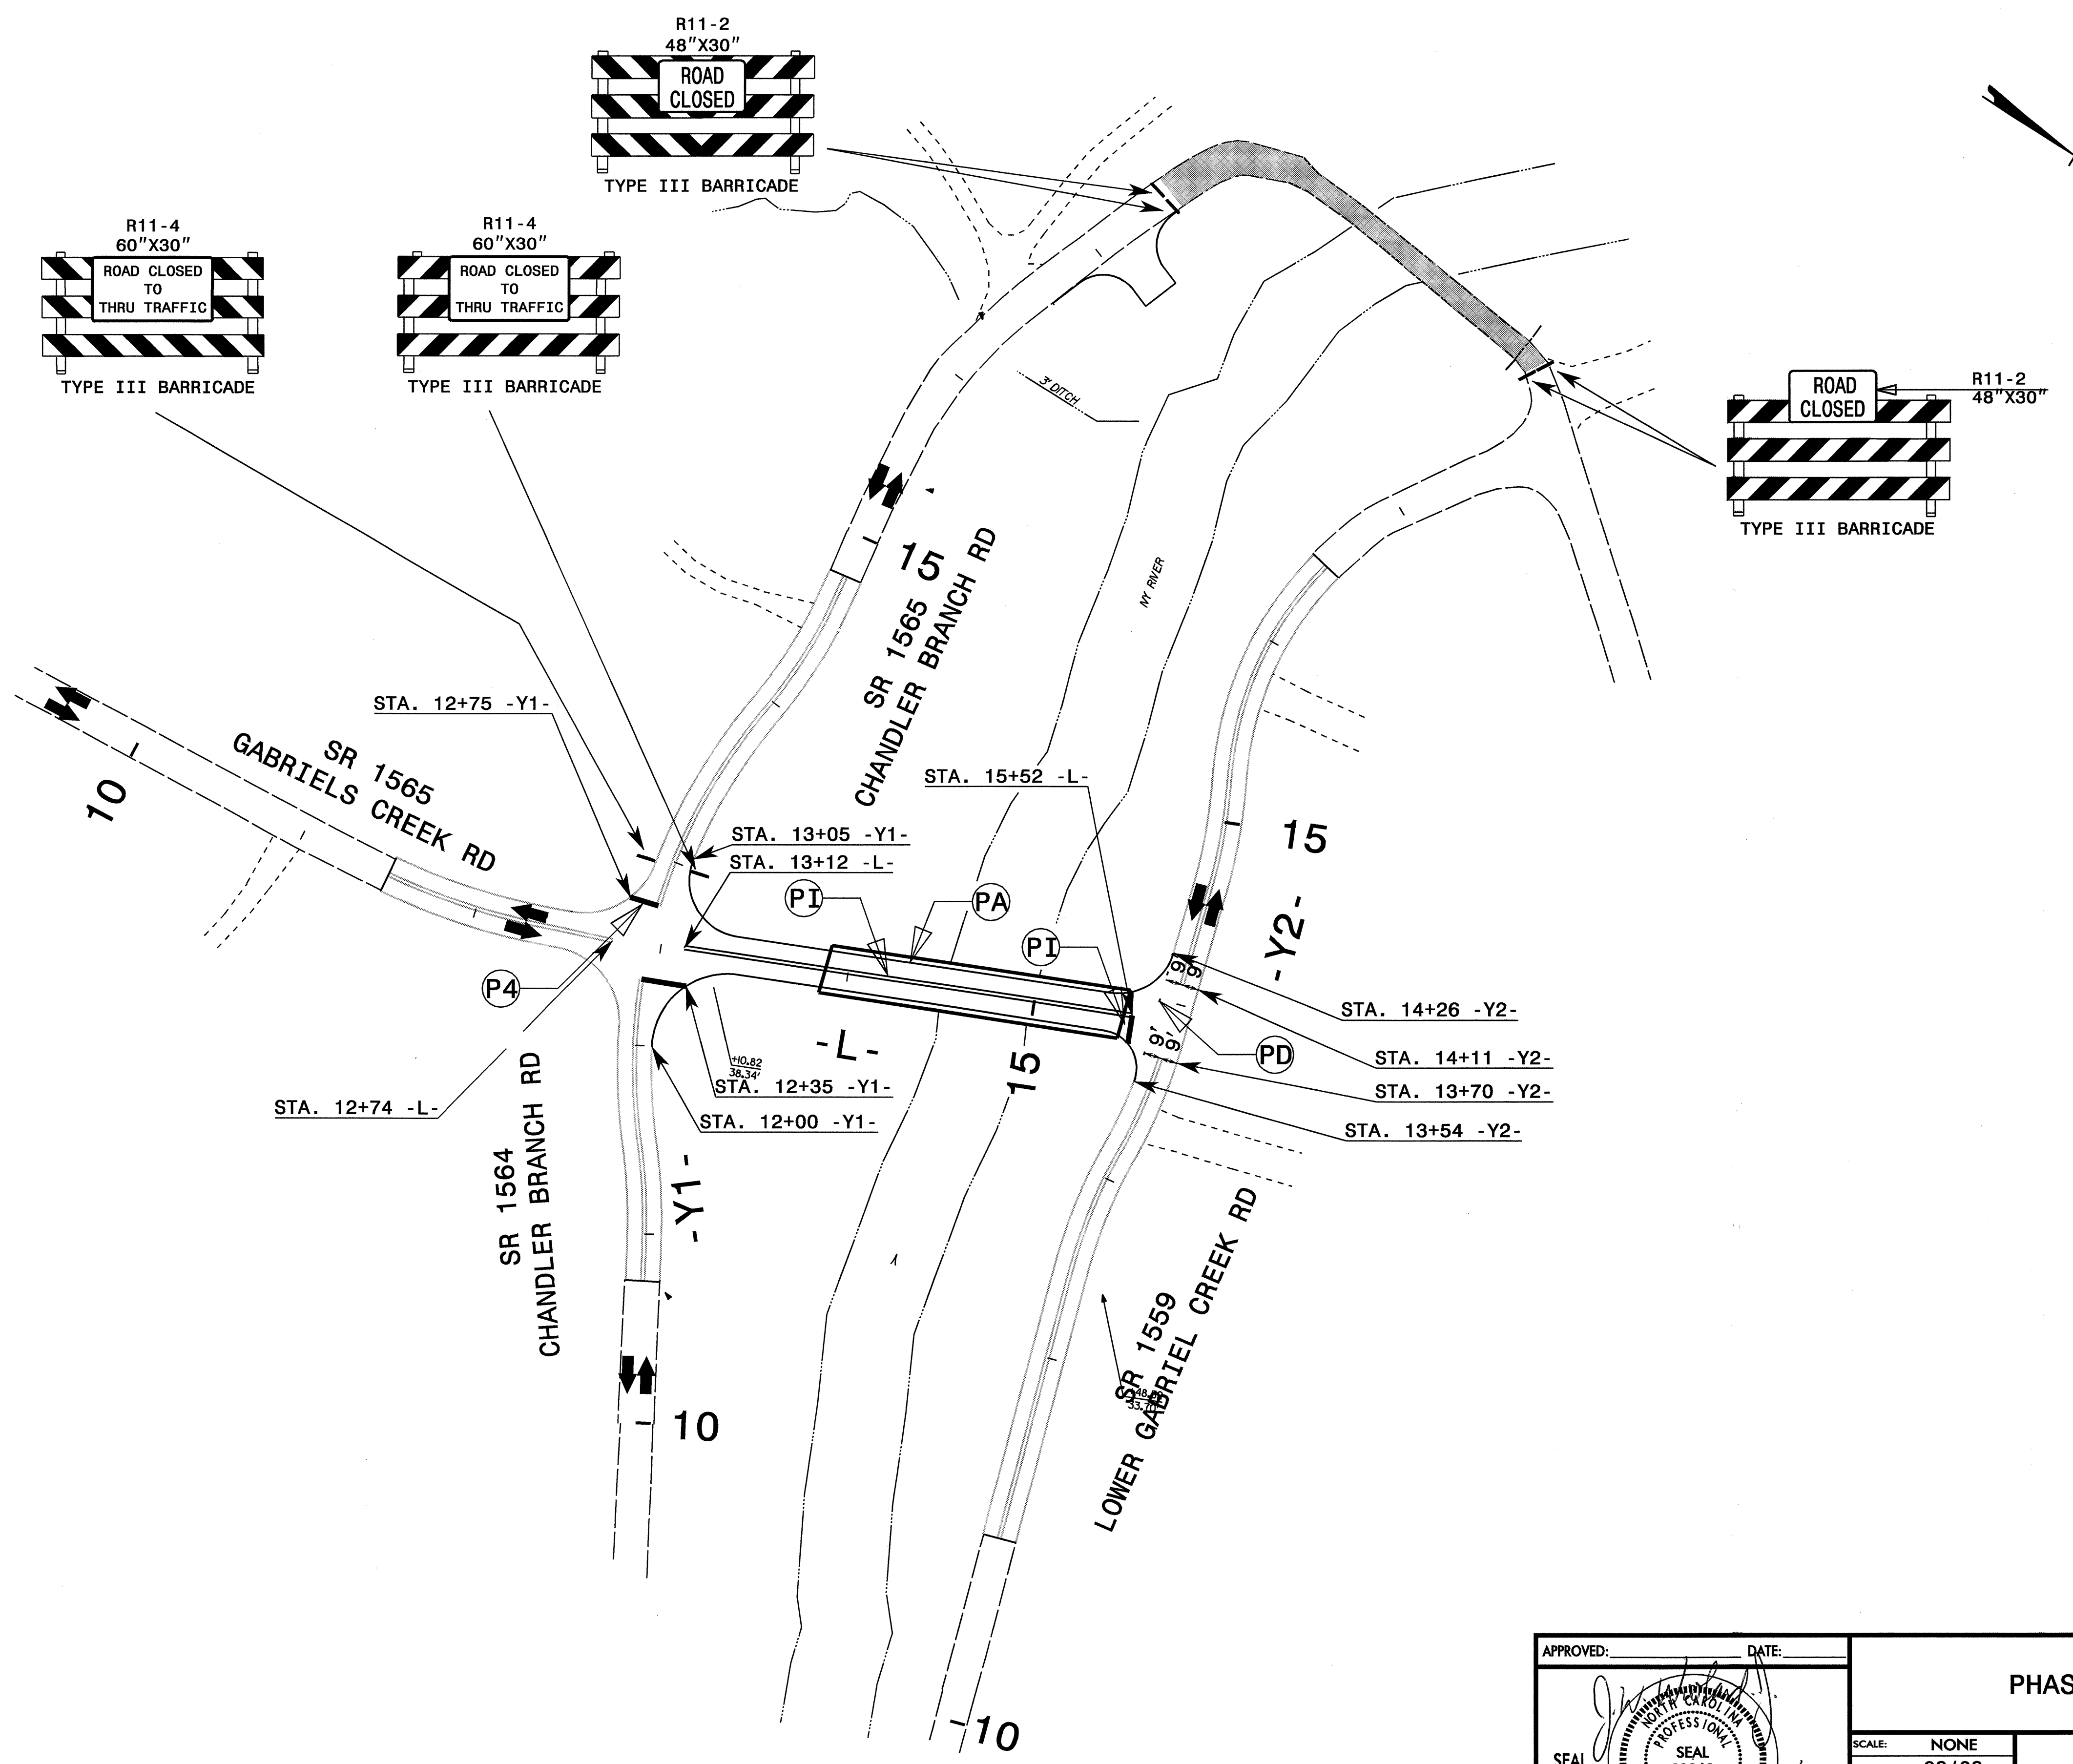 R11-2
48"X30"
ROAD
CLOSED
TYPE III BARRICADE
R11-4
60"X30"
ROAD CLOSED
TO
THRU TRAFFIC
TYPE III BARRICADE
R11-4
60"X30"
ROAD CLOSED
TO
THRU TRAFFIC
TYPE III BARRICADE
ROAD
CLOSED
R11-2
48"X30"
TYPE III BARRICADE
3' DITCH
15
SR 1565
CHANDLER BRANCH RD
NY RIVER
STA. 12+75 -Y1-
SR 1565
GABRIELS CREEK RD
10
STA. 15+52 -L-
STA. 13+05 -Y1-
STA. 13+12 -L-
PI
PA
PI
15
-Y2-
P4
9'
9'
STA. 14+26 -Y2-
-L-
9'
9'
PD
STA. 14+11 -Y2-
+10.82
38.34'
15
STA. 12+35 -Y1-
STA. 13+70 -Y2-
STA. 12+74 -L-
STA. 12+00 -Y1-
STA. 13+54 -Y2-
SR 1564
CHANDLER BRANCH RD
-Y1-
SR 1559
LOWER GABRIEL CREEK RD
33.70'
10
10
APPROVED: DATE:
PHAS
NORTH CAROLINA
PROFESSIONAL
SEAL
SEAL
SCALE: NONE